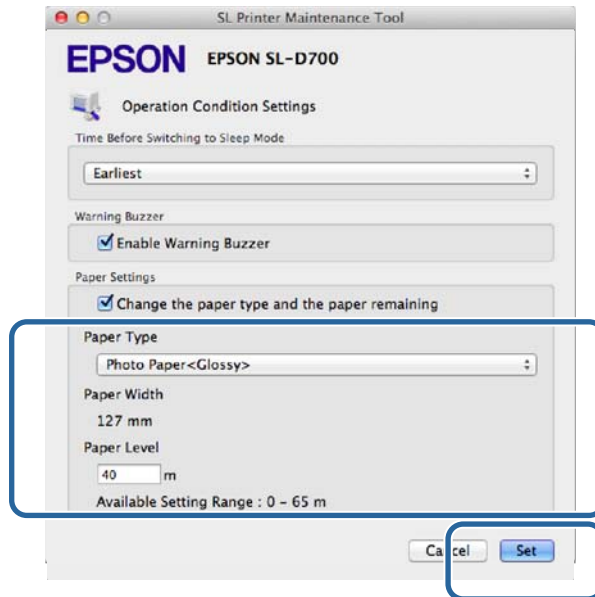 SL Printer Maintenance Tool
EPSON EPSON SL-D700
Operation Condition Settings
Time Before Switching to Sleep Mode
Earliest
Warning Buzzer
Enable Warning Buzzer
Paper Settings
Change the paper type and the paper remaining
Paper Type
Photo Paper<Glossy>
Paper Width
127 mm
Paper Level
40 m
Available Setting Range : 0 – 65 m
Cancel Set